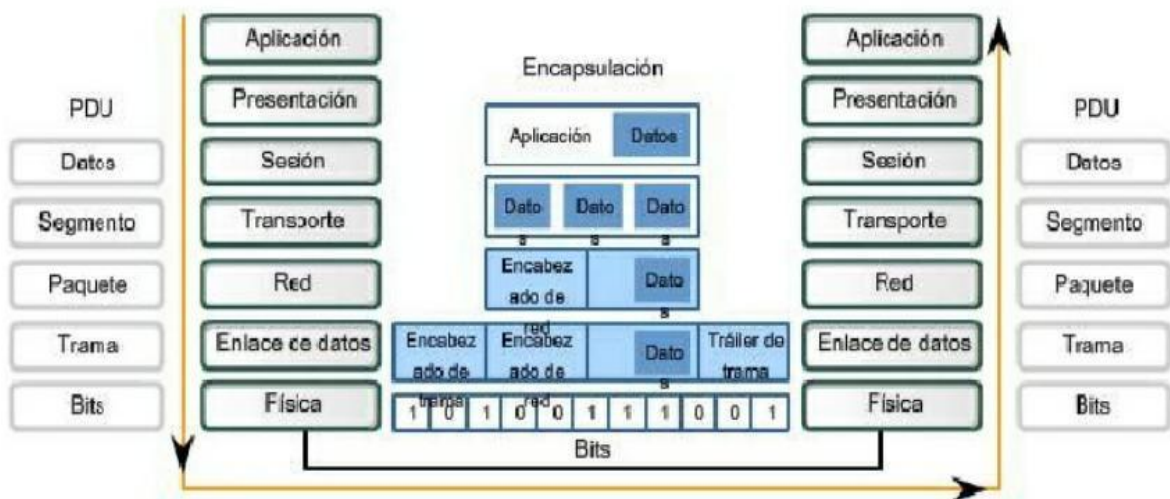 PDU
Datos
Segmento
Paquete
Trama
Bits
Aplicación
Presentación
Sesión
Transporte
Red
Enlace de datos
Física
Encapsulación
Aplicación
Datos
Dato
s
Dato
s
Dato
s
Encabez
ado de
red
Dato
s
Encabez
ado de
trama
Encabez
ado de
red
Dato
s
Tráiler de
trama
1 0 1 0 0 1 1 1 0 0 1
Bits
Aplicación
Presentación
Sesión
Transporte
Red
Enlace de datos
Física
PDU
Datos
Segmento
Paquete
Trama
Bits